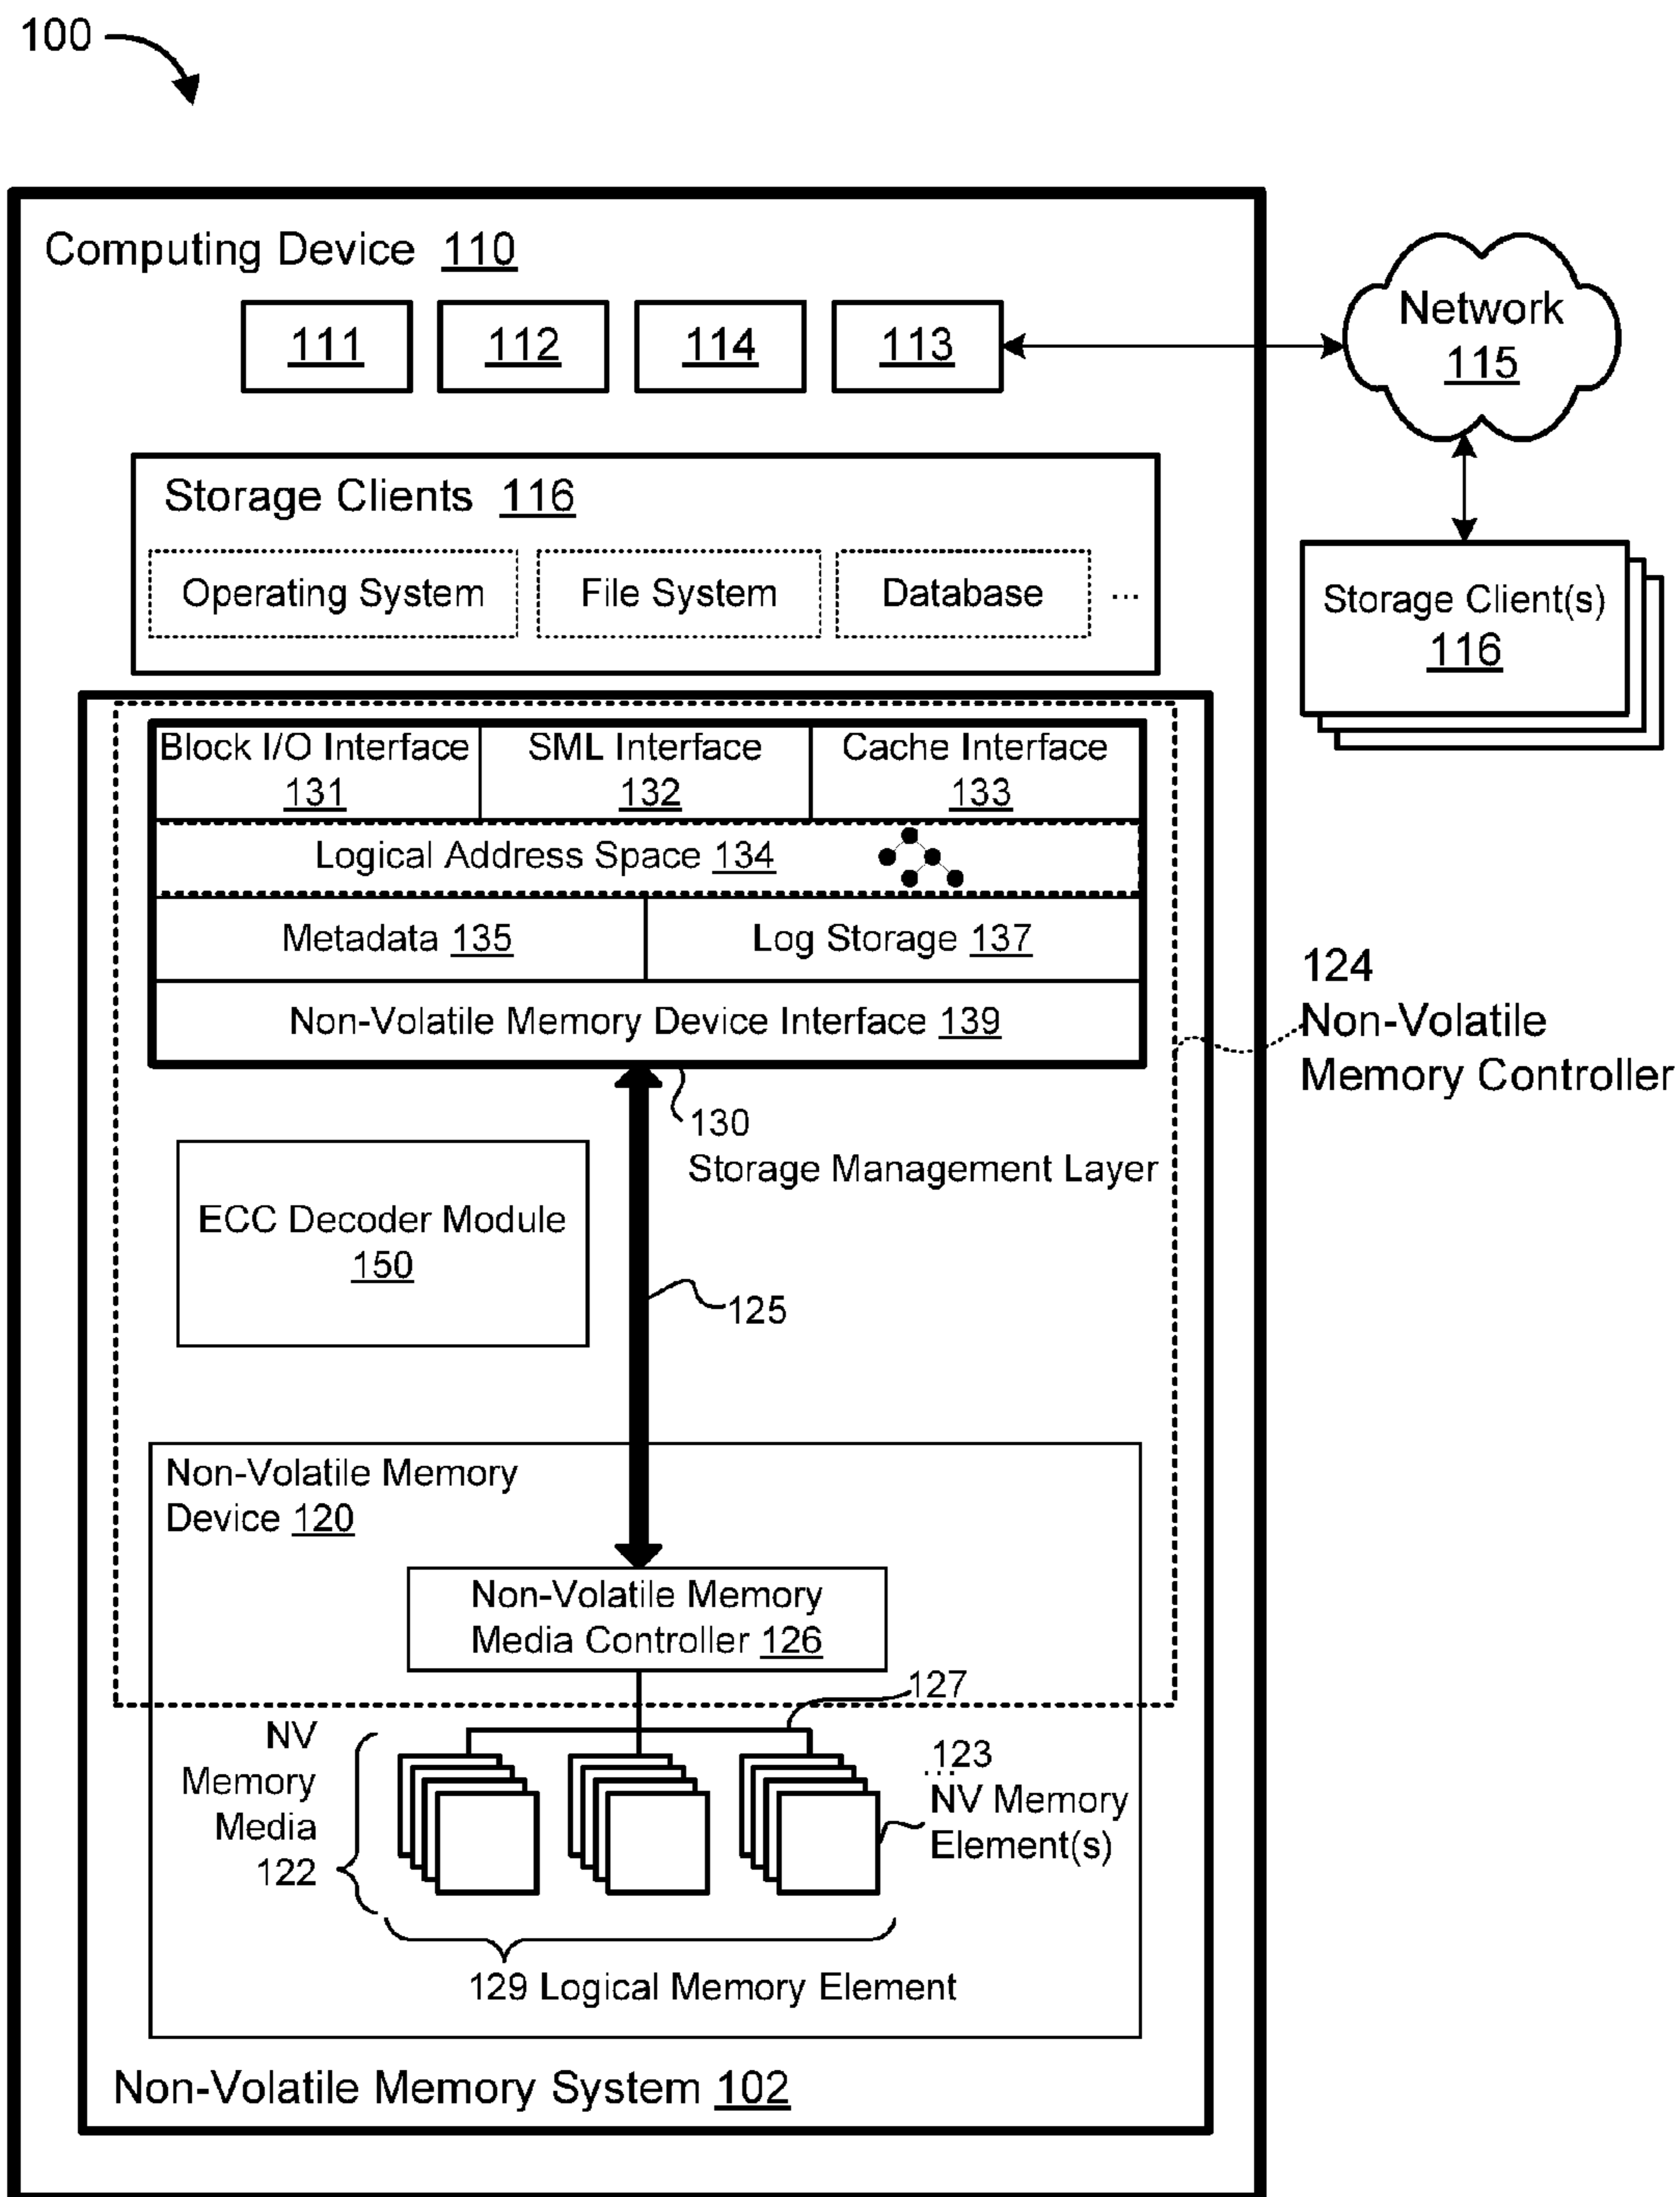 100
Computing Device 110
111 112 114 113
Network
115
Storage Clients 116
Operating System File System Database ...
Storage Client(s)
116
Block I/O Interface
131
SML Interface
132
Cache Interface
133
Logical Address Space 134
Metadata 135 Log Storage 137
Non-Volatile Memory Device Interface 139
124
Non-Volatile
Memory Controller
130
Storage Management Layer
ECC Decoder Module
150
125
Non-Volatile Memory
Device 120
Non-Volatile Memory
Media Controller 126
127
NV
Memory
Media
122
...
123
NV Memory
Element(s)
129 Logical Memory Element
Non-Volatile Memory System 102